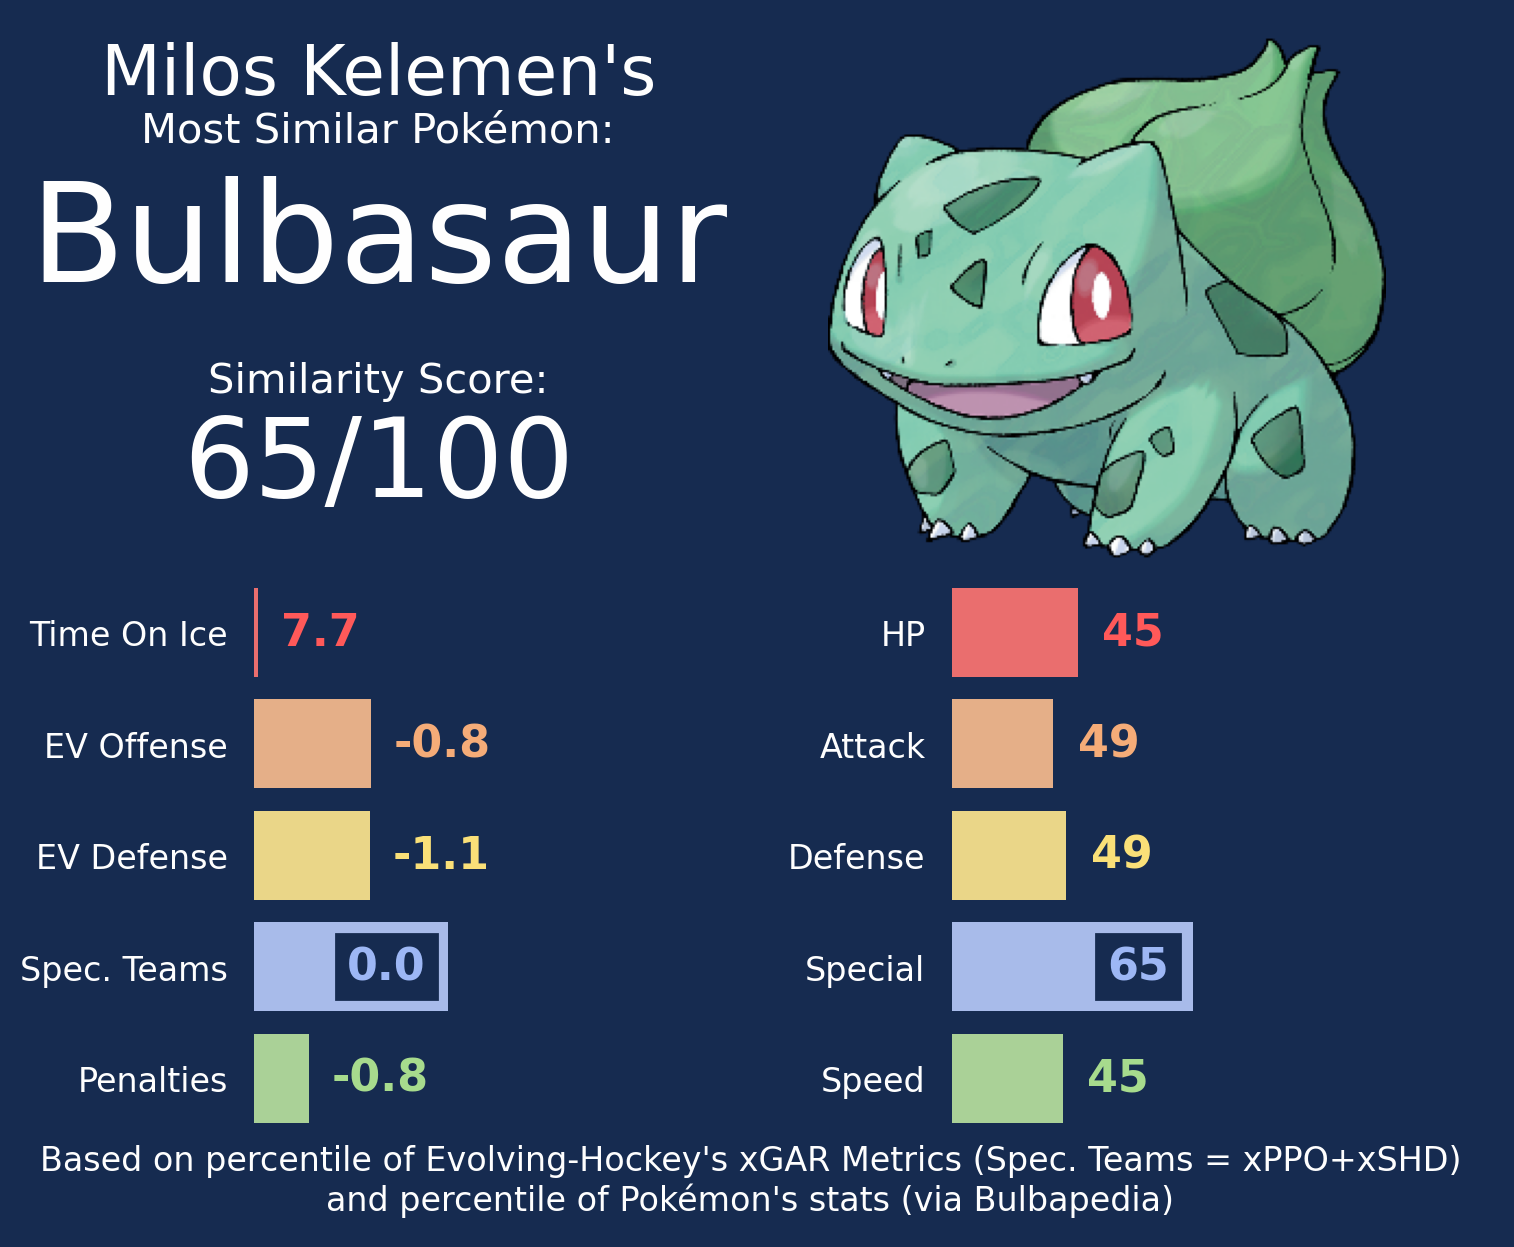 Milos Kelemen's
Most Similar Pokémon:
Bulbasaur
Similarity Score:
65/100
Time On Ice 7.7
EV Offense -0.8
EV Defense -1.1
Spec. Teams 0.0
Penalties -0.8
HP 45
Attack 49
Defense 49
Special 65
Speed 45
Based on percentile of Evolving-Hockey's xGAR Metrics (Spec. Teams = xPPO+xSHD)
and percentile of Pokémon's stats (via Bulbapedia)